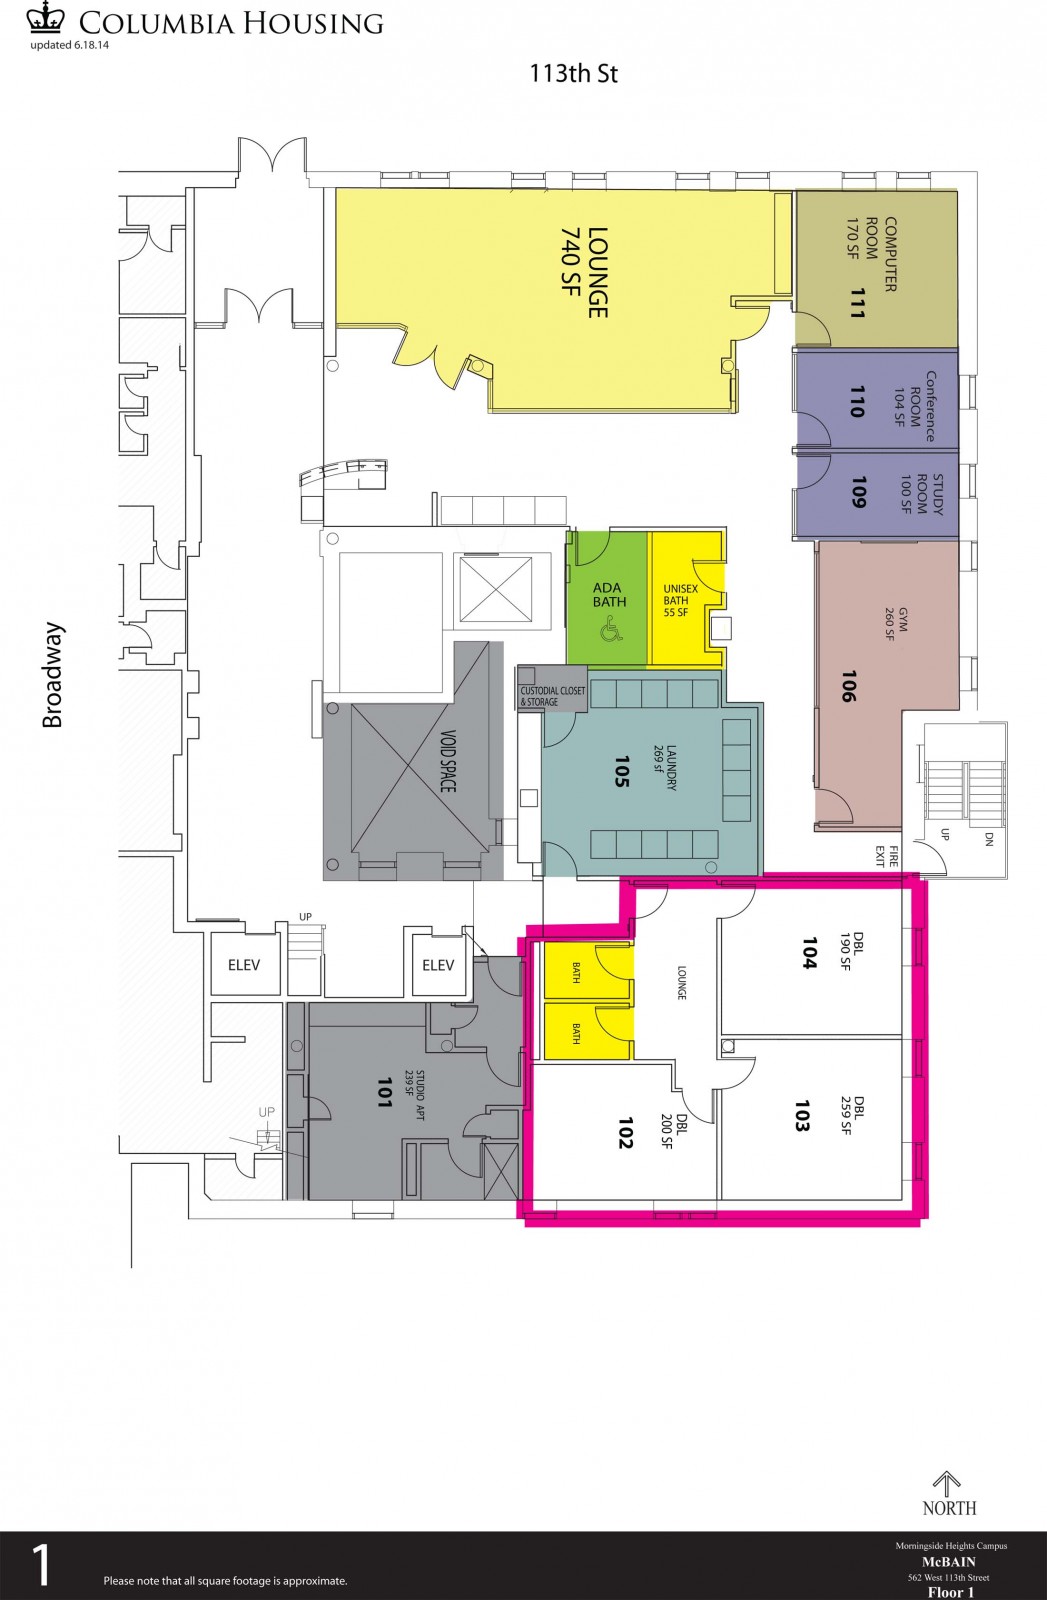 COLUMBIA HOUSING
updated 6.18.14
113th St
Broadway
LOUNGE
740 SF
COMPUTER
ROOM
170 SF
111
Conference
ROOM
104 SF
110
STUDY
ROOM
100 SF
109
ADA
BATH
UNISEX
BATH
55 SF
GYM
260 SF
106
CUSTODIAL CLOSET
& STORAGE
VOID SPACE
LAUNDRY
269 sf
105
UP
DN
FIRE
EXIT
UP
ELEV
ELEV
BATH
BATH
LOUNGE
DBL
190 SF
104
STUDIO APT
239 SF
101
DBL
200 SF
102
DBL
259 SF
103
UP
NORTH
1
Please note that all square footage is approximate.
Morningside Heights Campus
McBAIN
562 West 113th Street
Floor 1